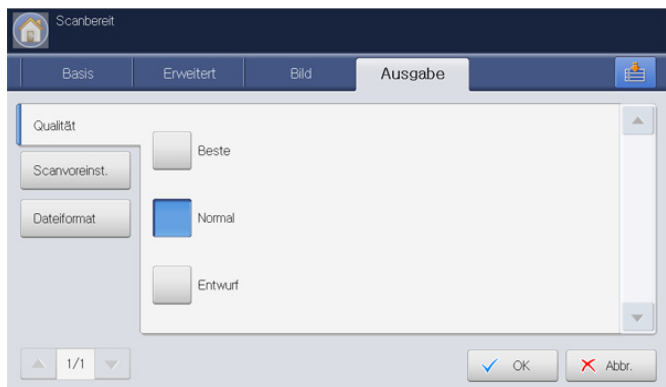 Scanbereit
Basis Erweitert Bild Ausgabe
Qualität
Beste
Scanvoreinst.
Normal
Dateiformat
Entwurf
1/1 OK Abbr.